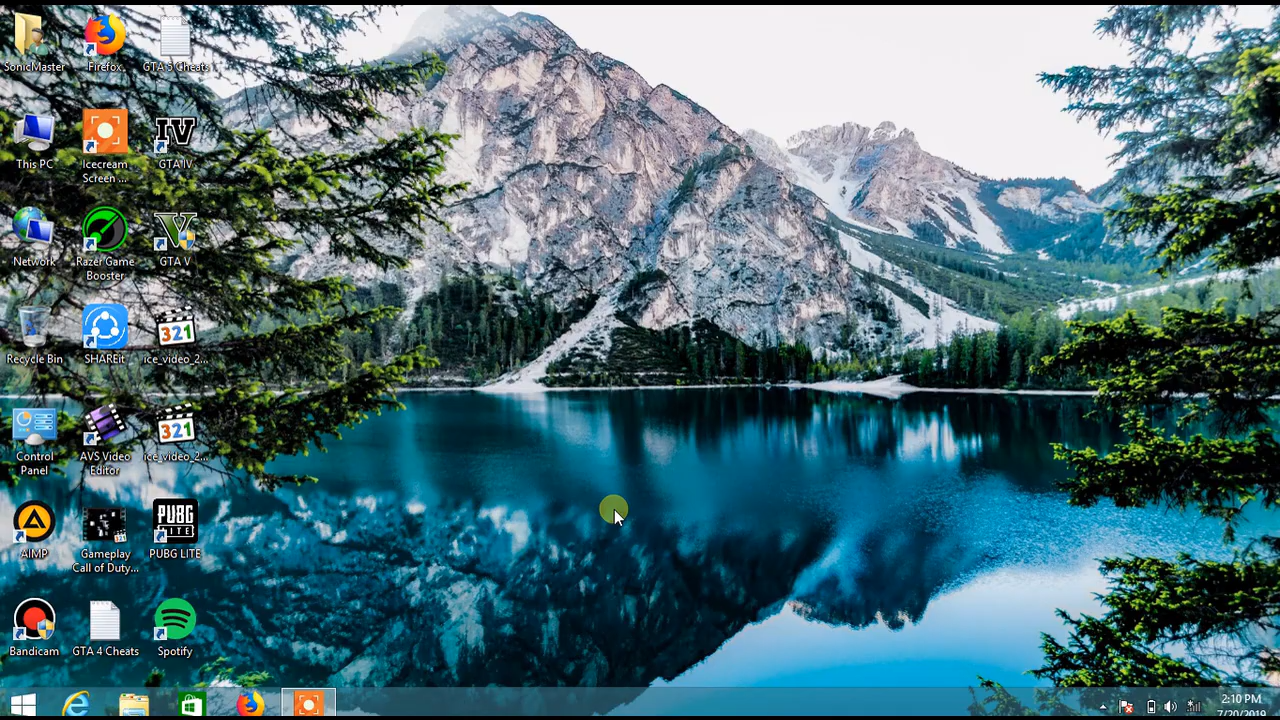 SonicMaster
Firefox
GTA 5 Cheats
This PC
Icecream
Screen ...
IV
GTA IV
Network
Razer Game
Booster
V
GTA V
Recycle Bin
SHAREit
321
ice_video_2...
Control
Panel
AVS Video
Editor
321
ice_video_2...
AIMP
Gameplay
Call of Duty...
PUBG
LITE
PUBG LITE
Bandicam
GTA 4 Cheats
Spotify
2:10 PM
7/20/2019